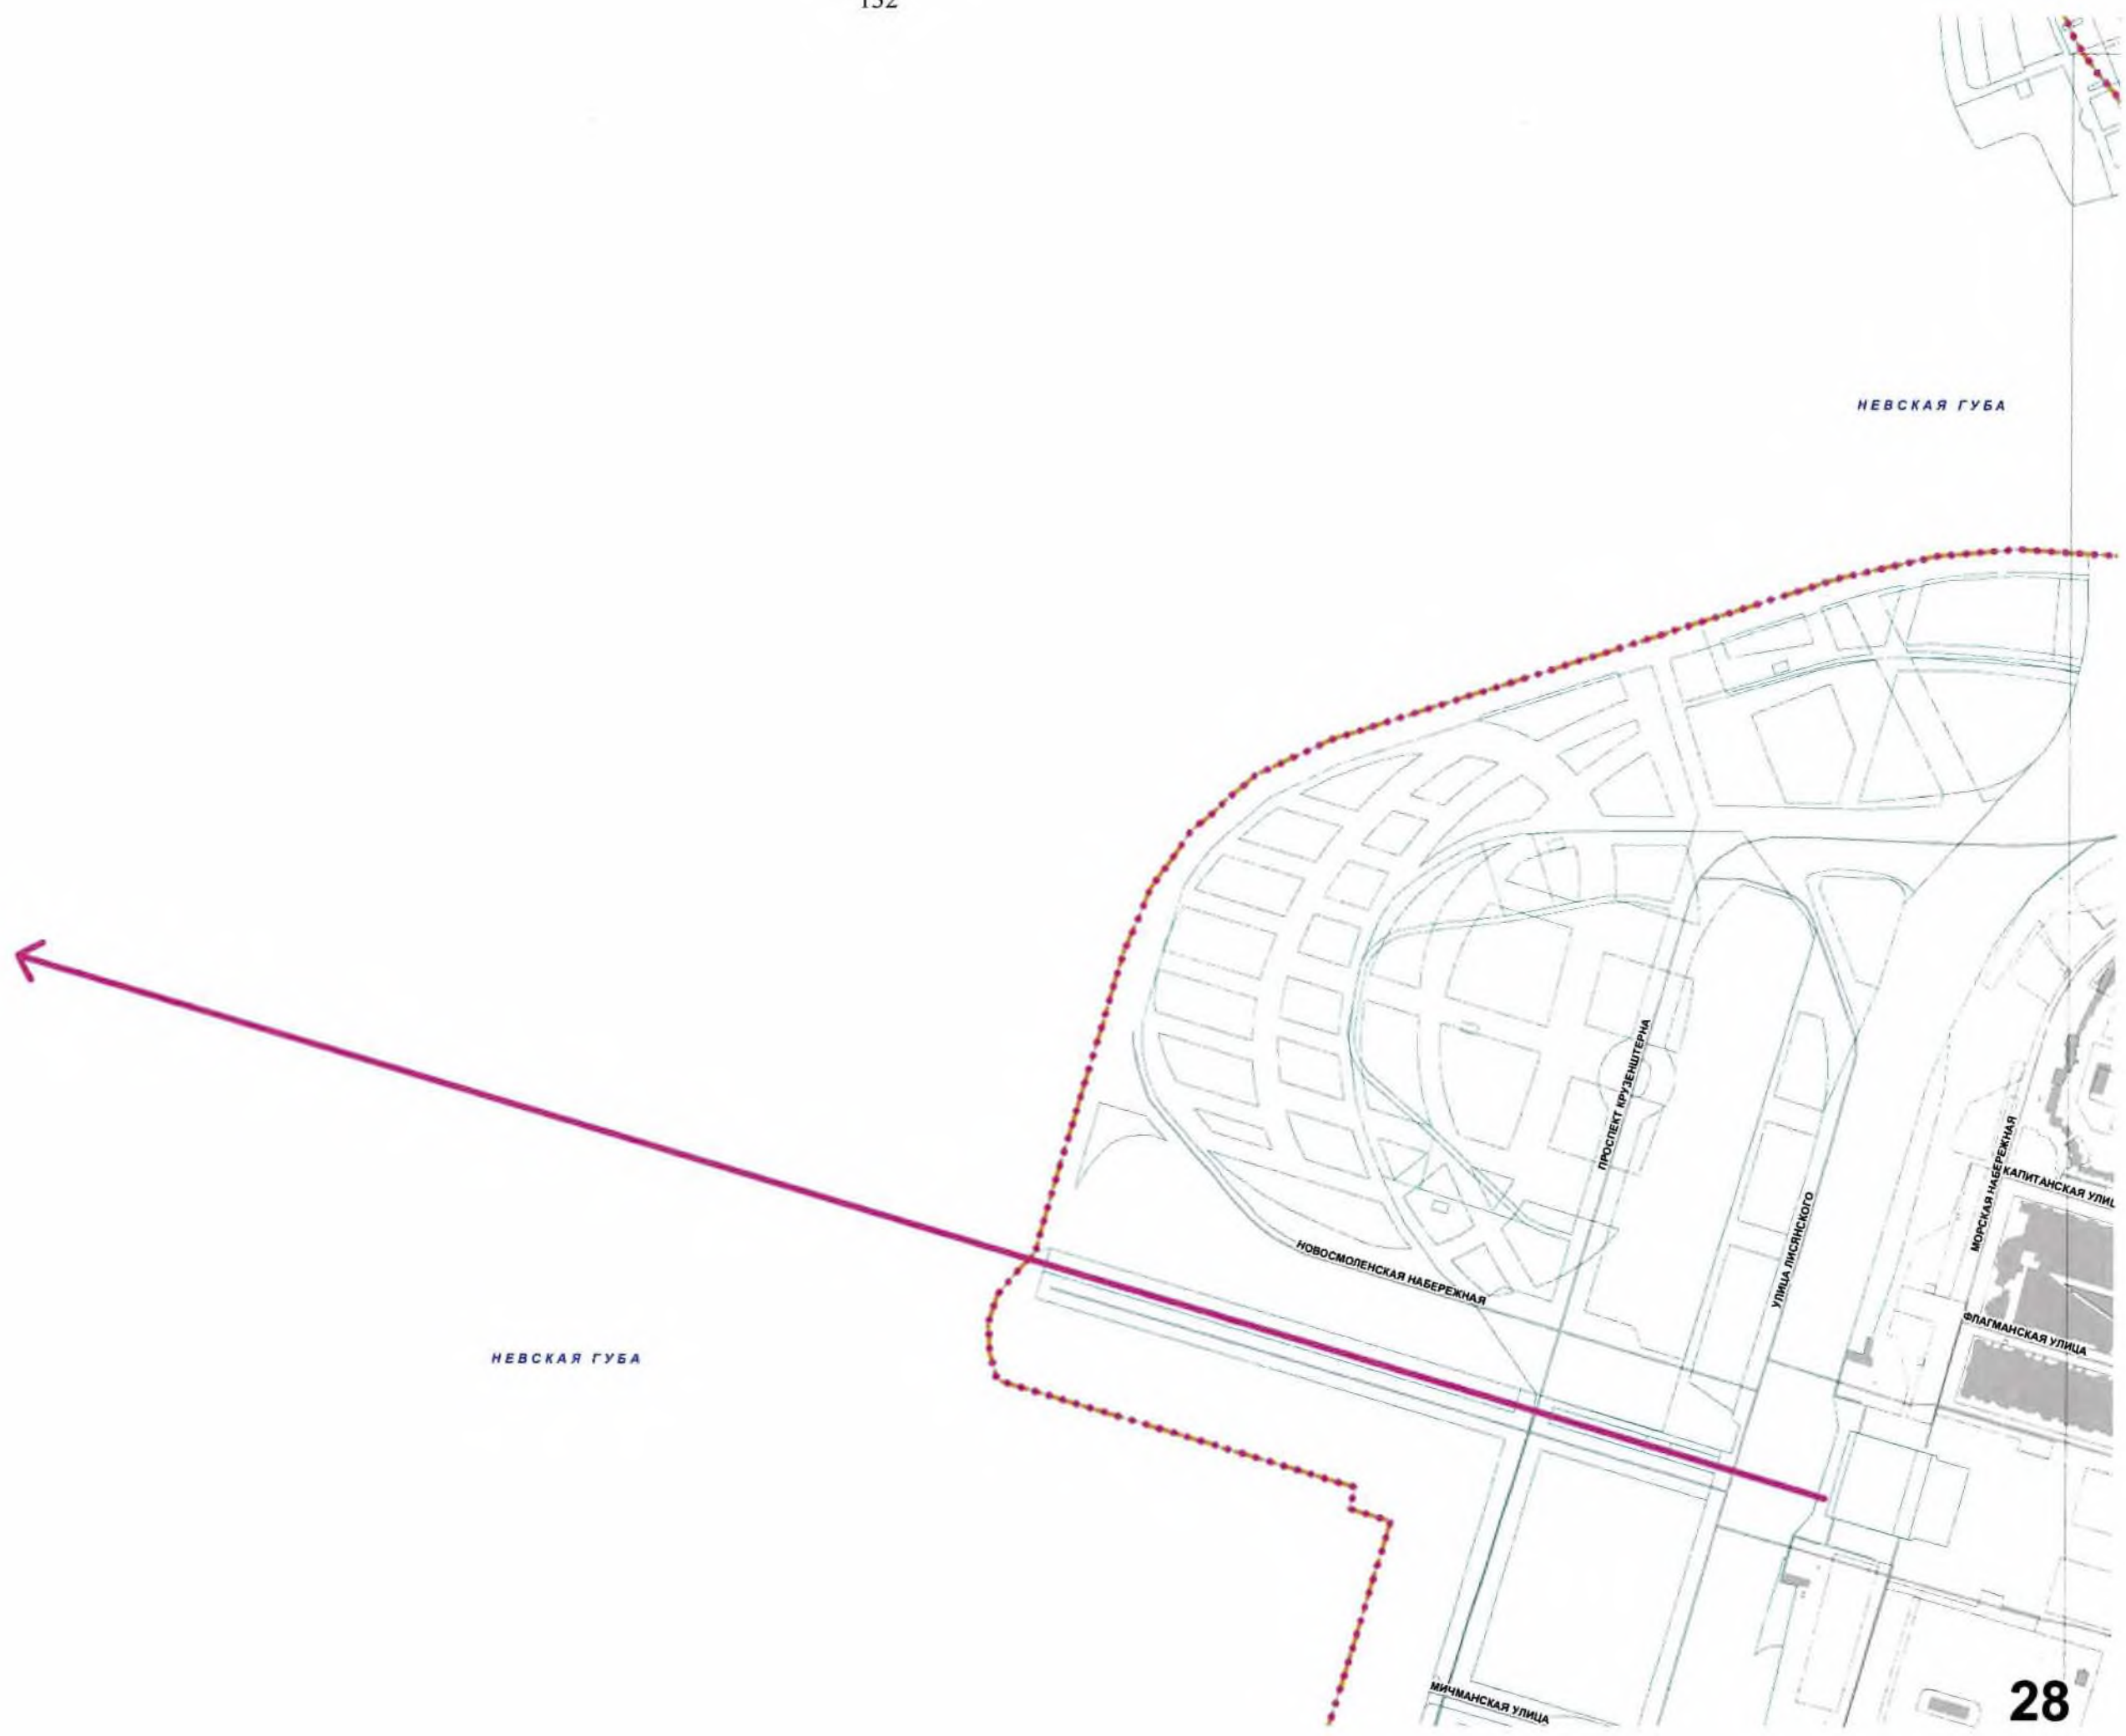 132
НЕВСКАЯ ГУБА
ПРОСПЕКТ КРУЗЕНШТЕРНА
МОРСКАЯ НАБЕРЕЖНАЯ
КАПИТАНСКАЯ УЛИЦ
УЛИЦА ЛИСЯНСКОГО
НОВОСМОЛЕНСКАЯ НАБЕРЕЖНАЯ
ФЛАГМАНСКАЯ УЛИЦА
НЕВСКАЯ ГУБА
МИЧМАНСКАЯ УЛИЦА
28